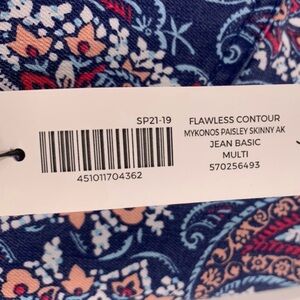 SP21-19
451011704362
FLAWLESS CONTOUR
MYKONOS PAISLEY SKINNY AK
JEAN BASIC
MULTI
570256493